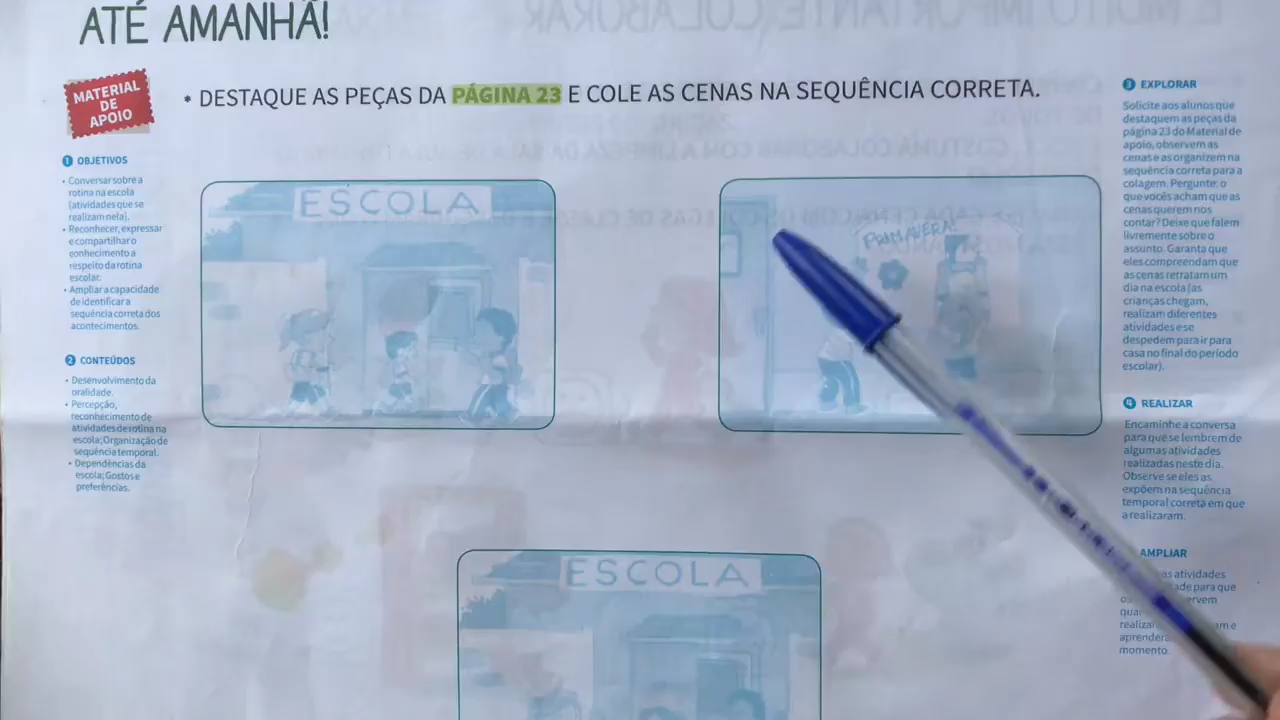 ATÉ AMANHÃ!
MATERIAL
DE
APOIO
• DESTAQUE AS PEÇAS DA PÁGINA 23 E COLE AS CENAS NA SEQUÊNCIA CORRETA.
1 OBJETIVOS
• Conversar sobre a
rotina na escola
(atividades que se
realizam nela).
• Reconhecer, expressar
e compartilhar o
conhecimento a
respeito da rotina
escolar.
• Ampliar a capacidade
de identificar a
sequência correta dos
acontecimentos.
2 CONTEÚDOS
• Desenvolvimento da
oralidade.
• Percepção,
reconhecimento de
atividades de rotina na
escola; Organização de
sequência temporal.
• Dependências da
escola; Gostos e
preferências.
ESCOLA
PRIMAVERA!
ESCOLA
3 EXPLORAR
Solicite aos alunos que
destaquem as peças da
página 23 do Material de
apoio, observem as
cenas e as organizem na
sequência correta para a
colagem. Pergunte: o
que vocês acham que as
cenas querem nos
contar? Deixe que falem
livremente sobre o
assunto. Garanta que
eles compreendam que
as cenas retratam um
dia na escola (as
crianças chegam,
realizam diferentes
atividades e se
despedem para ir para
casa no final do período
escolar).
4 REALIZAR
Encaminhe a conversa
para que se lembrem de
algumas atividades
realizadas neste dia.
Observe se eles as
expõem na sequência
temporal correta em que
a realizaram.
AMPLIAR
as atividades
para que
momento.